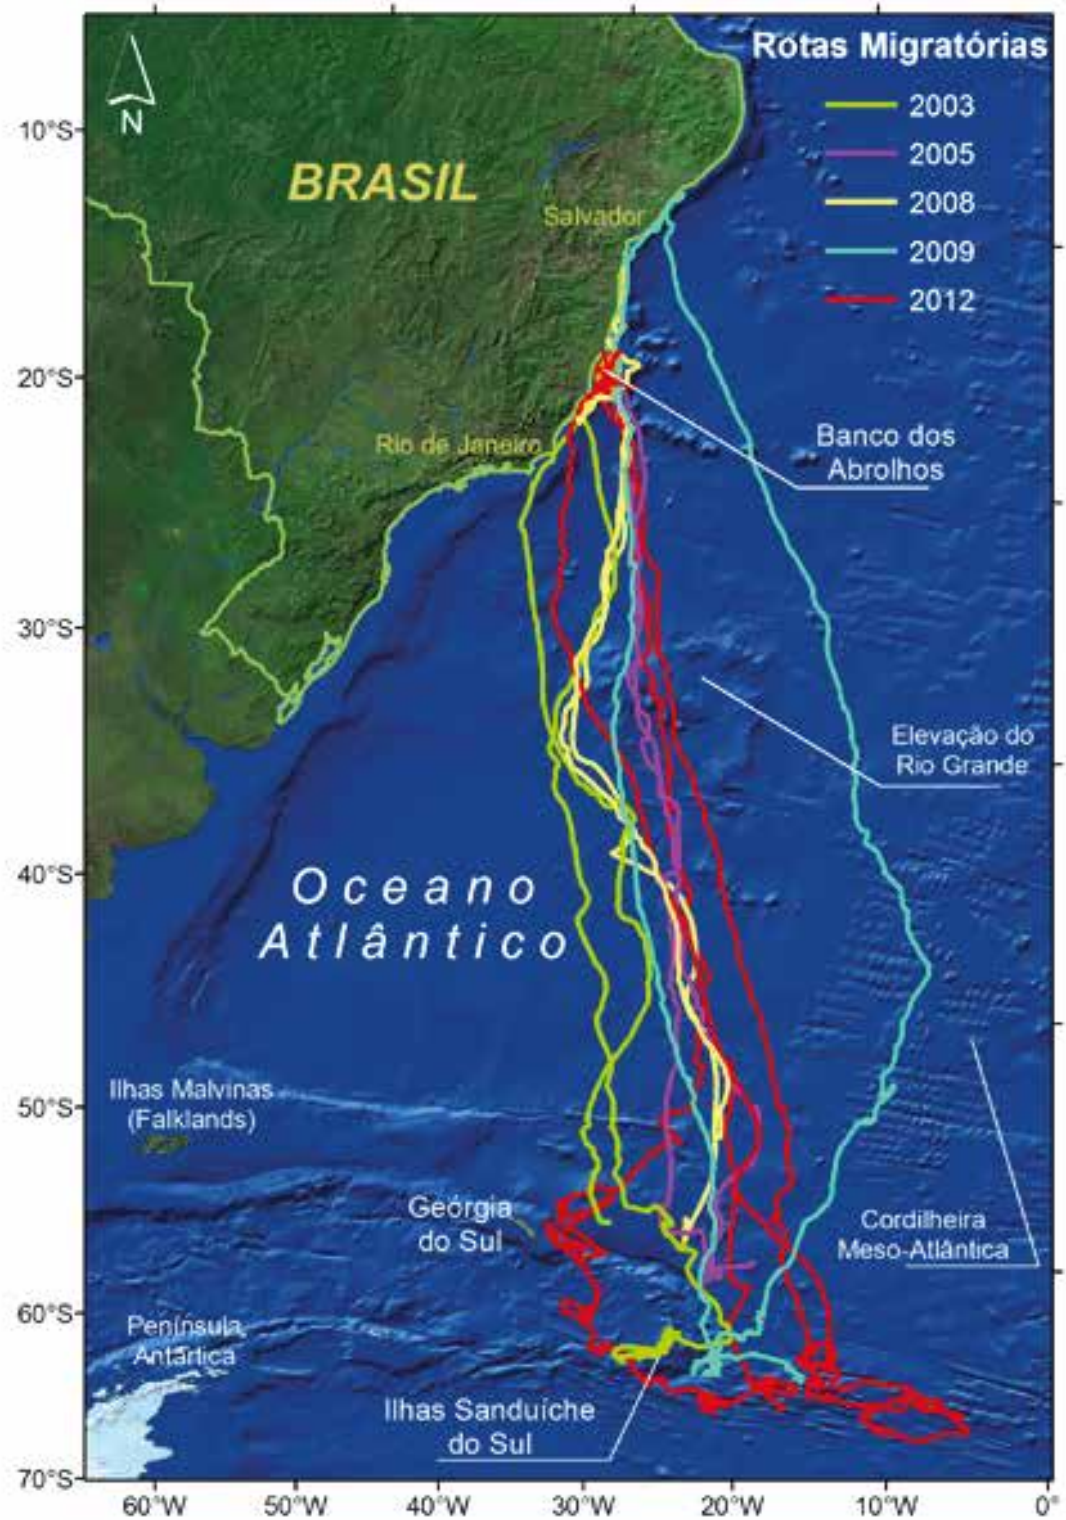 Rotas Migratórias
2003
2005
2008
2009
2012
N
BRASIL
Salvador
Rio de Janeiro
Banco dos
Abrolhos
Elevação do
Rio Grande
Oceano
Atlântico
Ilhas Malvinas
(Falklands)
Geórgia
do Sul
Cordilheira
Meso-Atlântica
Península
Antártica
Ilhas Sanduíche
do Sul
10°S
20°S
30°S
40°S
50°S
60°S
70°S
60°W
50°W
40°W
30°W
20°W
10°W
0°